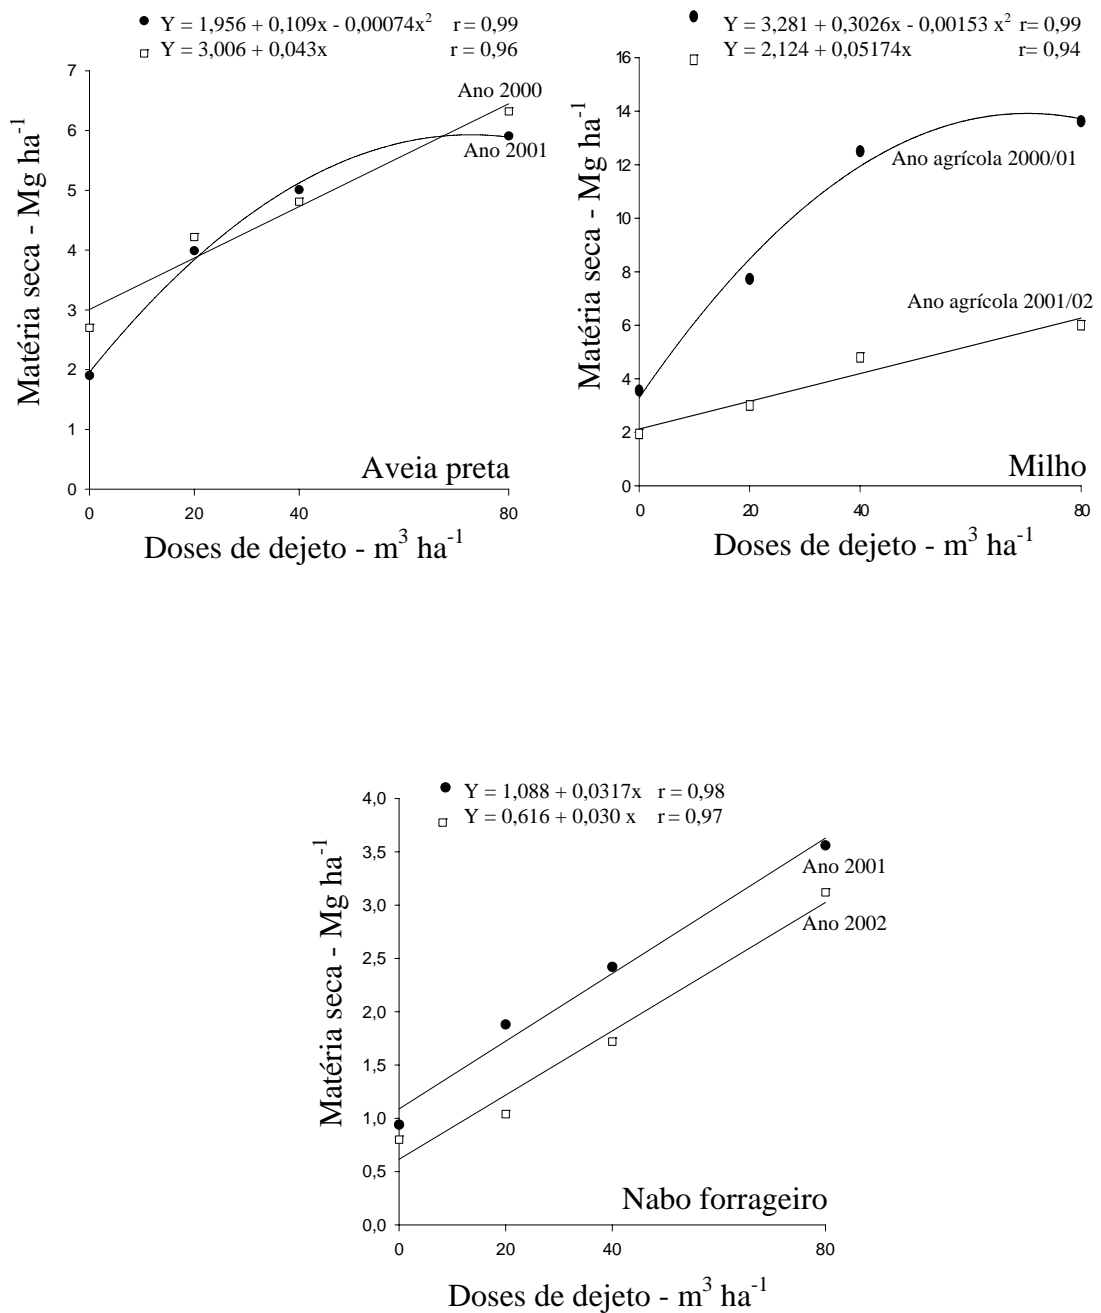 ● Y = 1,956 + 0,109x - 0,00074x² r = 0,99
□ Y = 3,006 + 0,043x r = 0,96
7
6
5
4
3
2
1
0
Matéria seca - Mg ha⁻¹
Ano 2000
Ano 2001
Aveia preta
0 20 40 80
Doses de dejeto - m³ ha⁻¹
● Y = 3,281 + 0,3026x - 0,00153 x² r= 0,99
□ Y = 2,124 + 0,05174x r= 0,94
16
14
12
10
8
6
4
2
0
Matéria seca - Mg ha⁻¹
Ano agrícola 2000/01
Ano agrícola 2001/02
Milho
0 20 40 80
Doses de dejeto - m³ ha⁻¹
● Y = 1,088 + 0,0317x r = 0,98
□ Y = 0,616 + 0,030 x r = 0,97
4,0
3,5
3,0
2,5
2,0
1,5
1,0
0,5
0,0
Matéria seca - Mg ha⁻¹
Ano 2001
Ano 2002
Nabo forrageiro
0 20 40 80
Doses de dejeto - m³ ha⁻¹